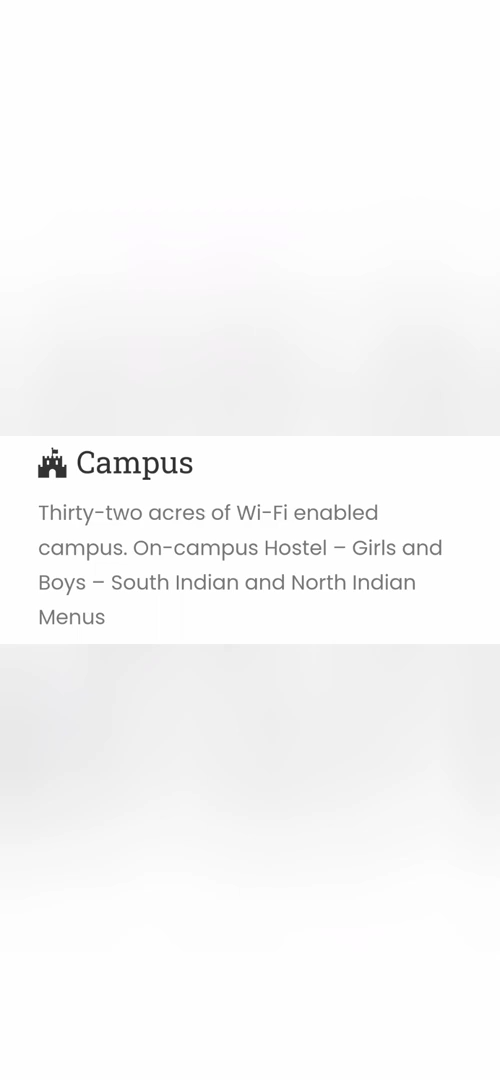 Campus
Thirty-two acres of Wi-Fi enabled
campus. On-campus Hostel – Girls and
Boys – South Indian and North Indian
Menus